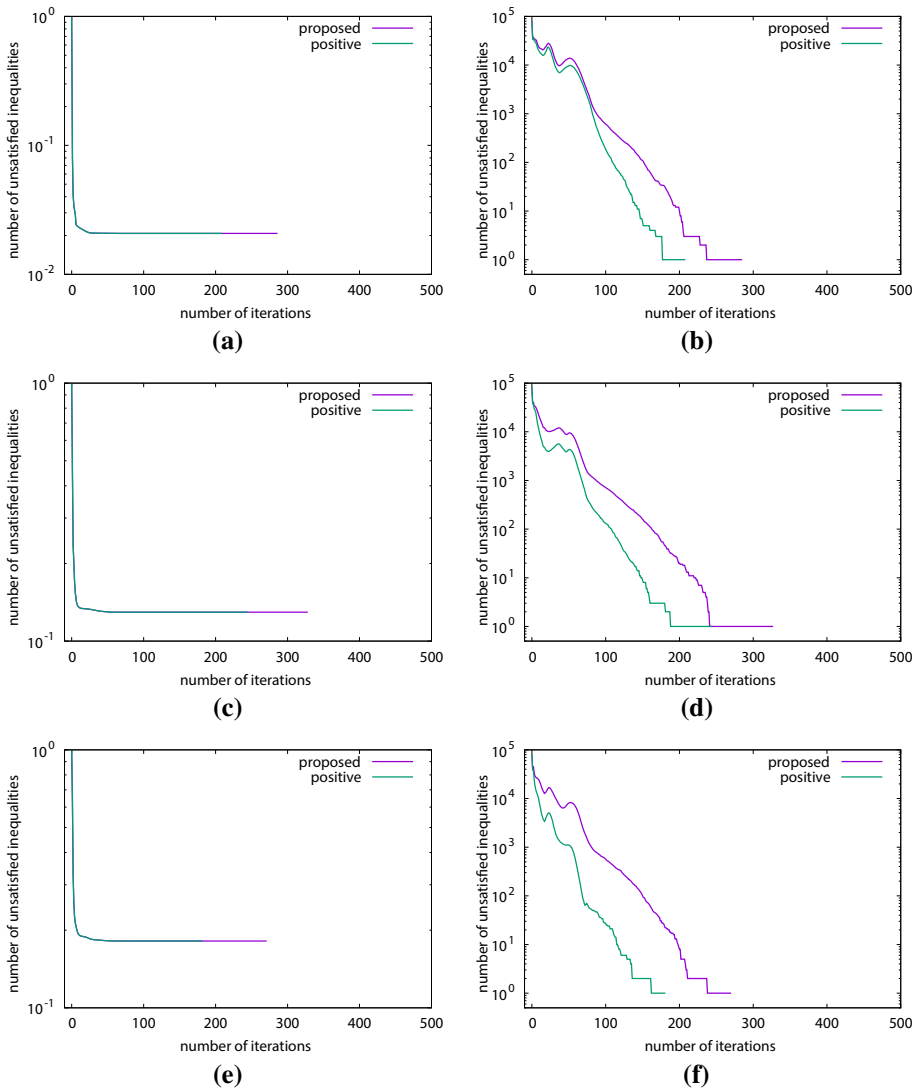 10^0
10^-1
10^-2
0 100 200 300 400 500
number of unsatisfied inequalities
number of iterrions
proposed
positive
(a)
10^5
10^4
10^3
10^2
10^1
10^0
0 100 200 300 400 500
number of unsatisfied inequalities
number of iterations
proposed
positive
(b)
10^0
10^-1
0 100 200 300 400 500
number of unsatisfied inequalities
number of iterations
proposed
positive
(c)
10^5
10^4
10^3
10^2
10^1
10^0
0 100 200 300 400 500
number of unsatisfied inequalities
number of iterations
proposed
positive
(d)
10^0
10^-1
0 100 200 300 400 500
number of unsatisfied inequalities
number of iterations
proposed
positive
(e)
10^5
10^4
10^3
10^2
10^1
10^0
0 100 200 300 400 500
number of unsatisfied inequalities
number of iterations
proposed
positive
(f)